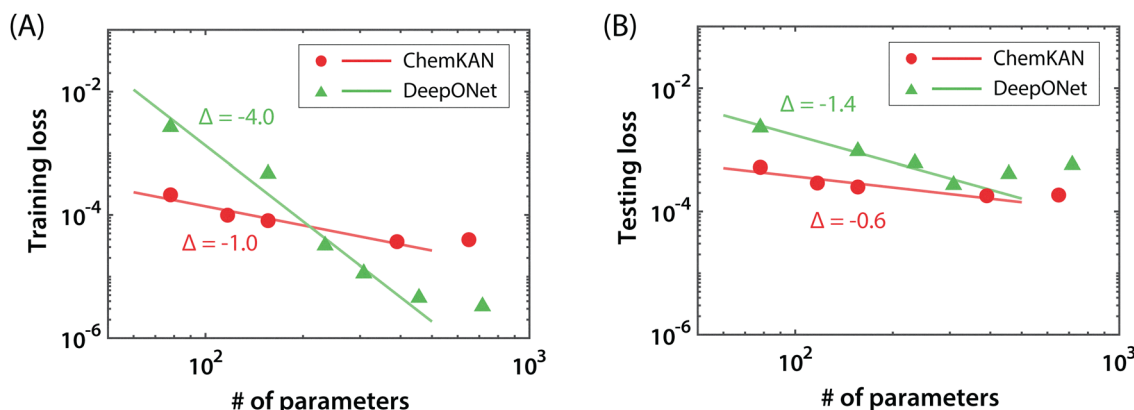 (A)
Training loss
10⁻²
10⁻⁴
10⁻⁶
10²
10³
# of parameters
ChemKAN
DeepONet
Δ = -4.0
Δ = -1.0
(B)
Testing loss
10⁻²
10⁻⁴
10⁻⁶
10²
10³
# of parameters
ChemKAN
DeepONet
Δ = -1.4
Δ = -0.6